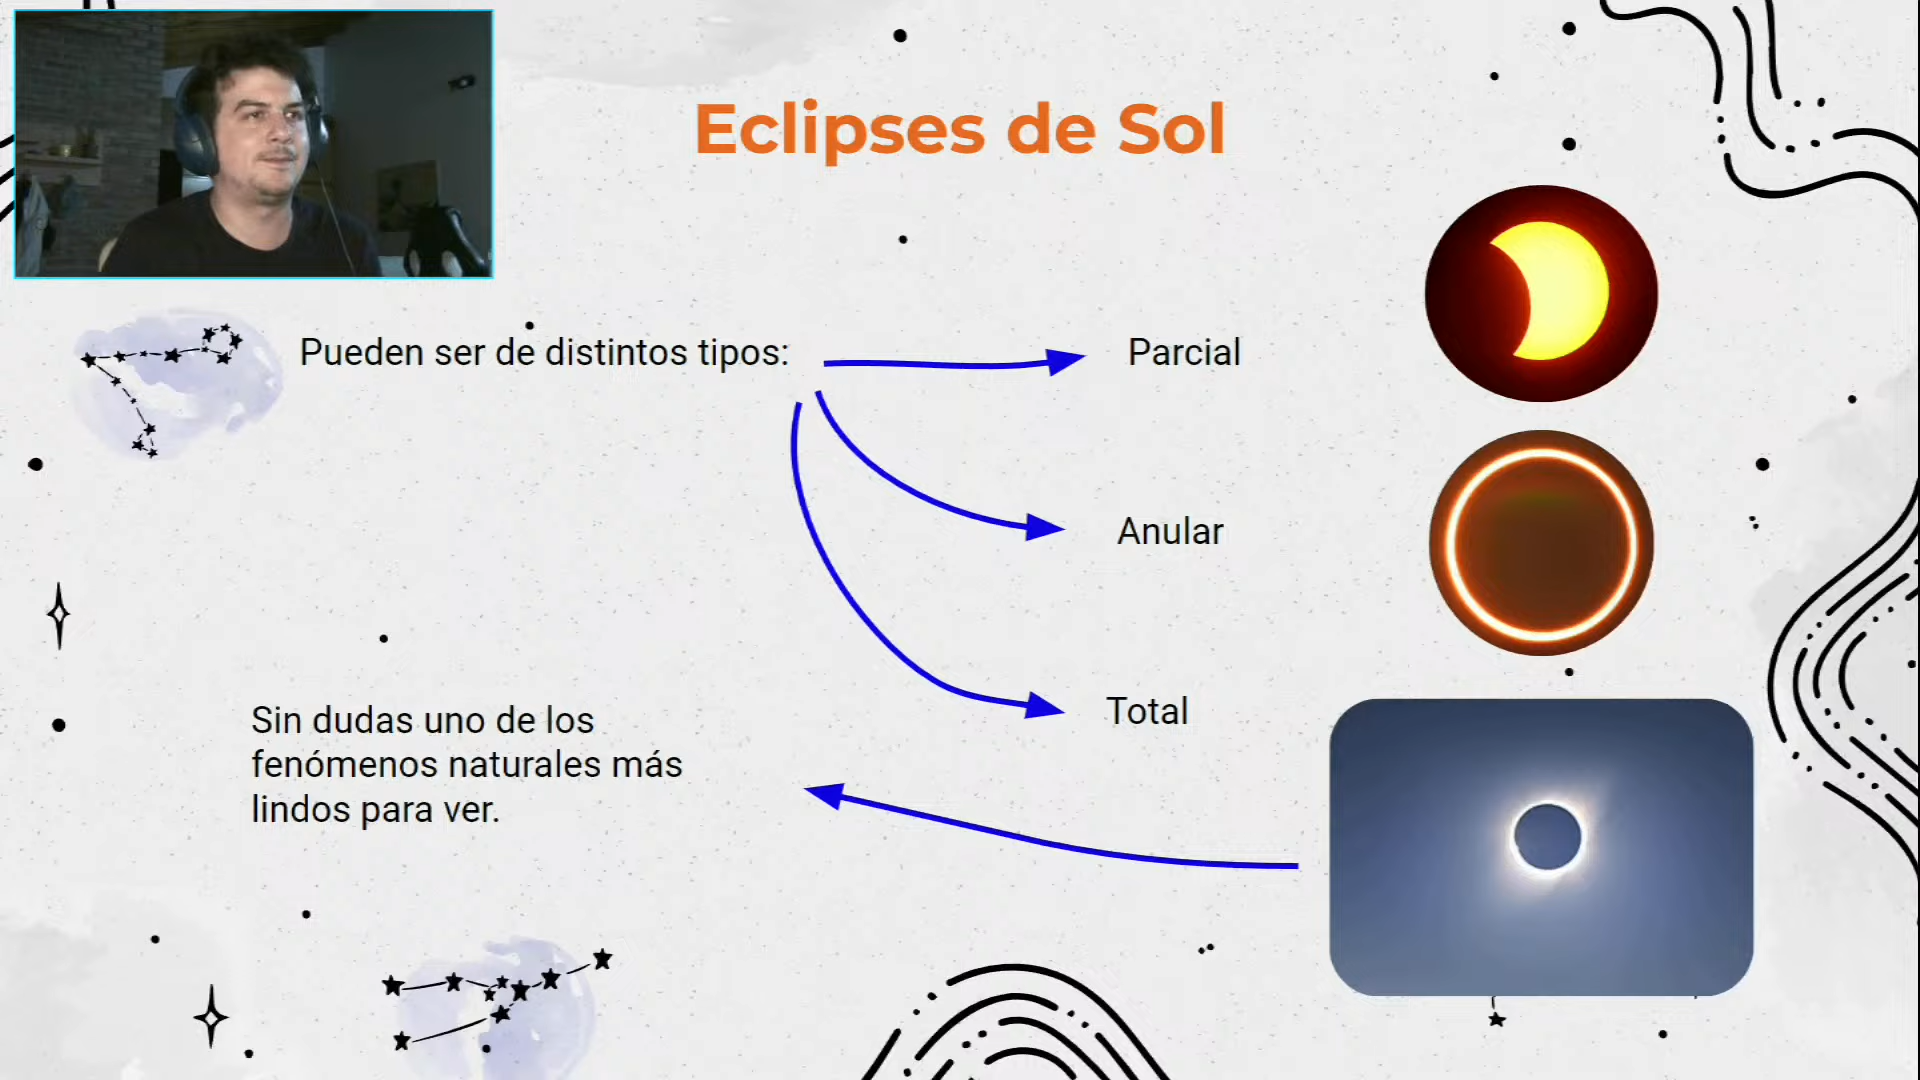 Eclipses de Sol
Pueden ser de distintos tipos:
Parcial
Anular
Total
Sin dudas uno de los
fenómenos naturales más
lindos para ver.